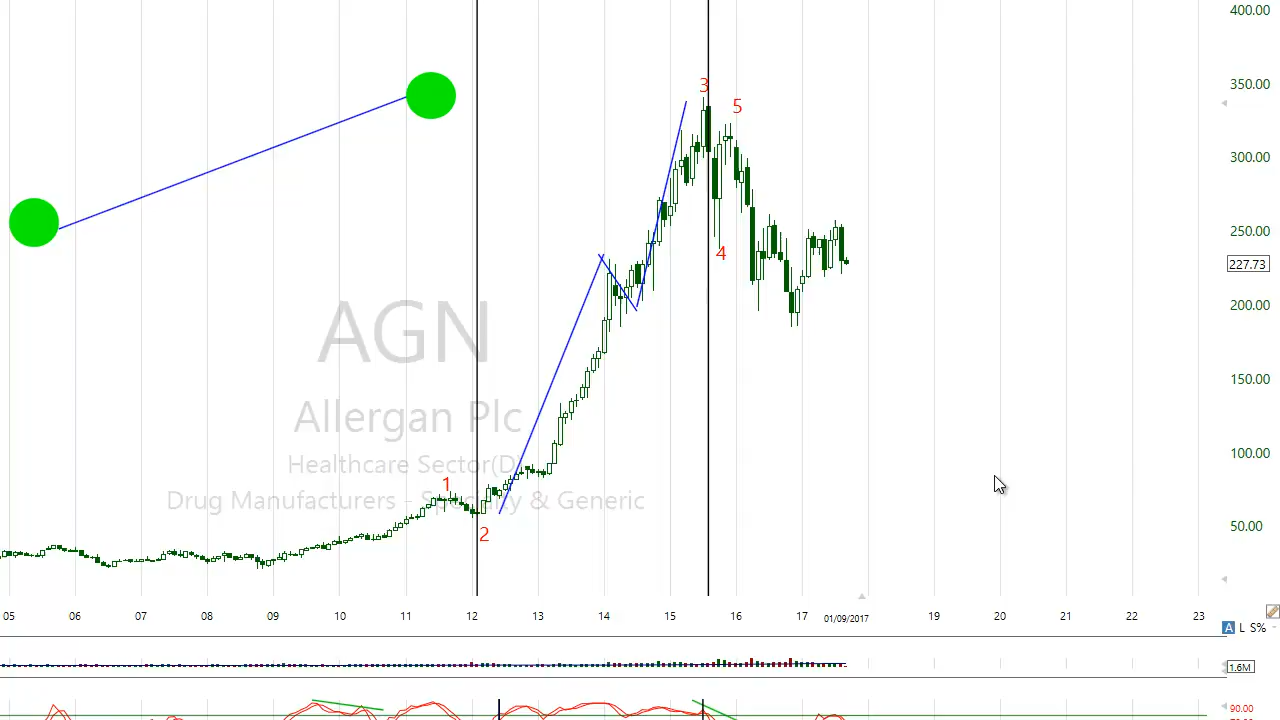 400.00
350.00
300.00
250.00
227.73
200.00
150.00
100.00
50.00
3
5
4
1
2
AGN
Allergan Plc
Healthcare Sector(D)
Drug Manufacturers - Specialty & Generic
05 06 07 08 09 10 11 12 13 14 15 16 17 01/09/2017 19 20 21 22 23
A L S%
1.6M
90.00